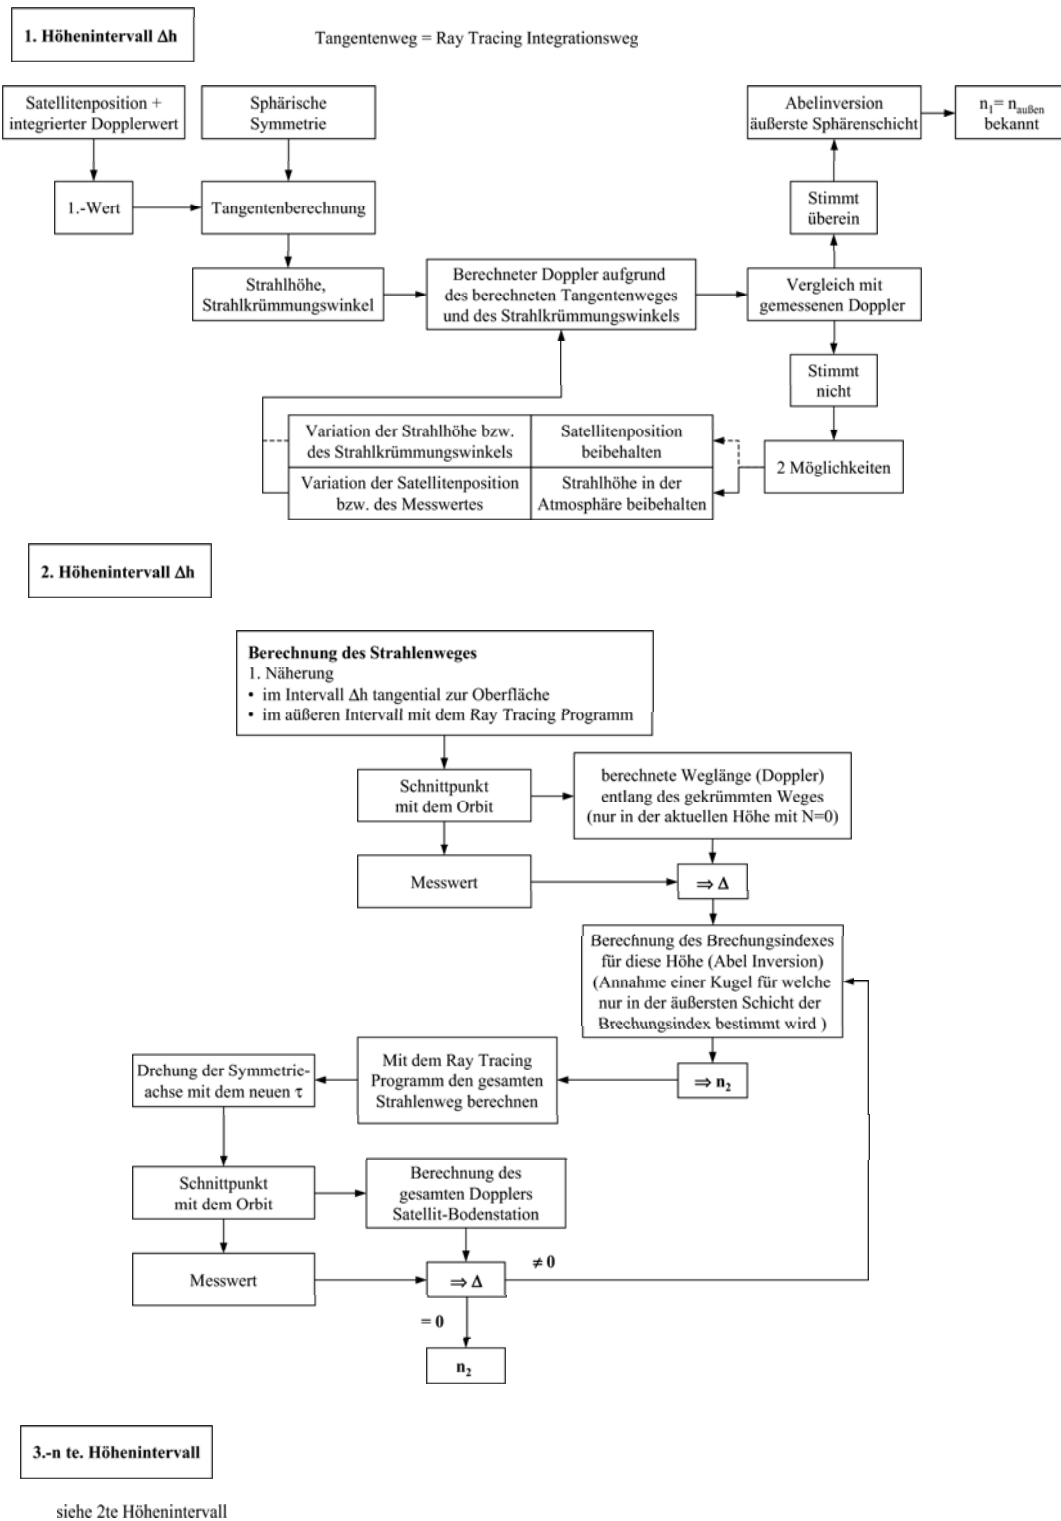 1. Höhenintervall Δh
Tangentenweg = Ray Tracing Integrationsweg
Satellitenposition +
integrierter Dopplerwert
Sphärische
Symmetrie
Abelinversion
äußerste Sphärenschicht
n₁= n_außen
bekannt
1.-Wert
Tangentenberechnung
Stimmt
überein
Strahlhöhe,
Strahlkrümmungswinkel
Berechneter Doppler aufgrund
des berechneten Tangentenweges
und des Strahlkrümmungswinkels
Vergleich mit
gemessenen Doppler
Stimmt
nicht
Variation der Strahlhöhe bzw.
des Strahlkrümmungswinkels
Satellitenposition
beibehalten
2 Möglichkeiten
Variation der Satellitenposition
bzw. des Messwertes
Strahlhöhe in der
Atmosphäre beibehalten
2. Höhenintervall Δh
Berechnung des Strahlenweges
1. Näherung
• im Intervall Δh tangential zur Oberfläche
• im aüßeren Intervall mit dem Ray Tracing Programm
Schnittpunkt
mit dem Orbit
berechnete Weglänge (Doppler)
entlang des gekrümmten Weges
(nur in der aktuellen Höhe mit N=0)
Messwert
⇒ Δ
Berechnung des Brechungsindexes
für diese Höhe (Abel Inversion)
(Annahme einer Kugel für welche
nur in der äußersten Schicht der
Brechungsindex bestimmt wird )
⇒ n₂
Mit dem Ray Tracing
Programm den gesamten
Strahlenweg berechnen
Drehung der Symmetrie-
achse mit dem neuen τ
Schnittpunkt
mit dem Orbit
Berechnung des
gesamten Dopplers
Satellit-Bodenstation
Messwert
⇒ Δ
≠ 0
= 0
n₂
3.-n te. Höhenintervall
siehe 2te Höhenintervall